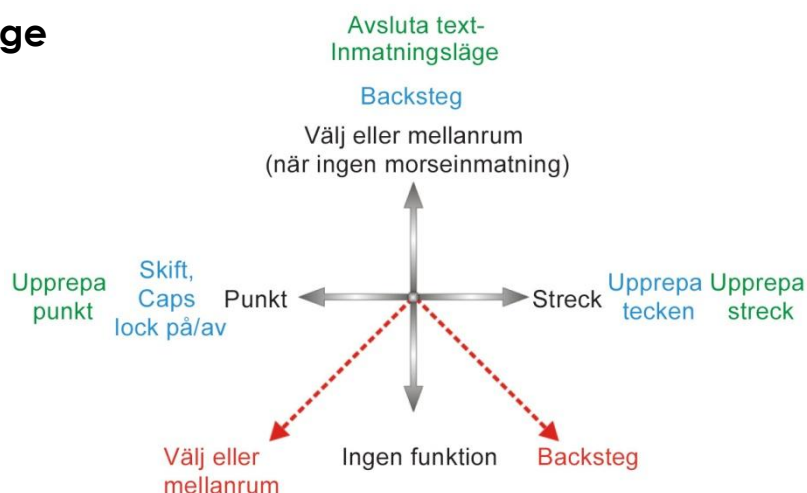 ge
Avsluta text-
Inmatningsläge
Backsteg
Välj eller mellanrum
(när ingen morseinmatning)
Upprepa
punkt
Skift,
Caps
lock på/av
Punkt
Streck
Upprepa
tecken
Upprepa
streck
Välj eller
mellanrum
Ingen funktion
Backsteg